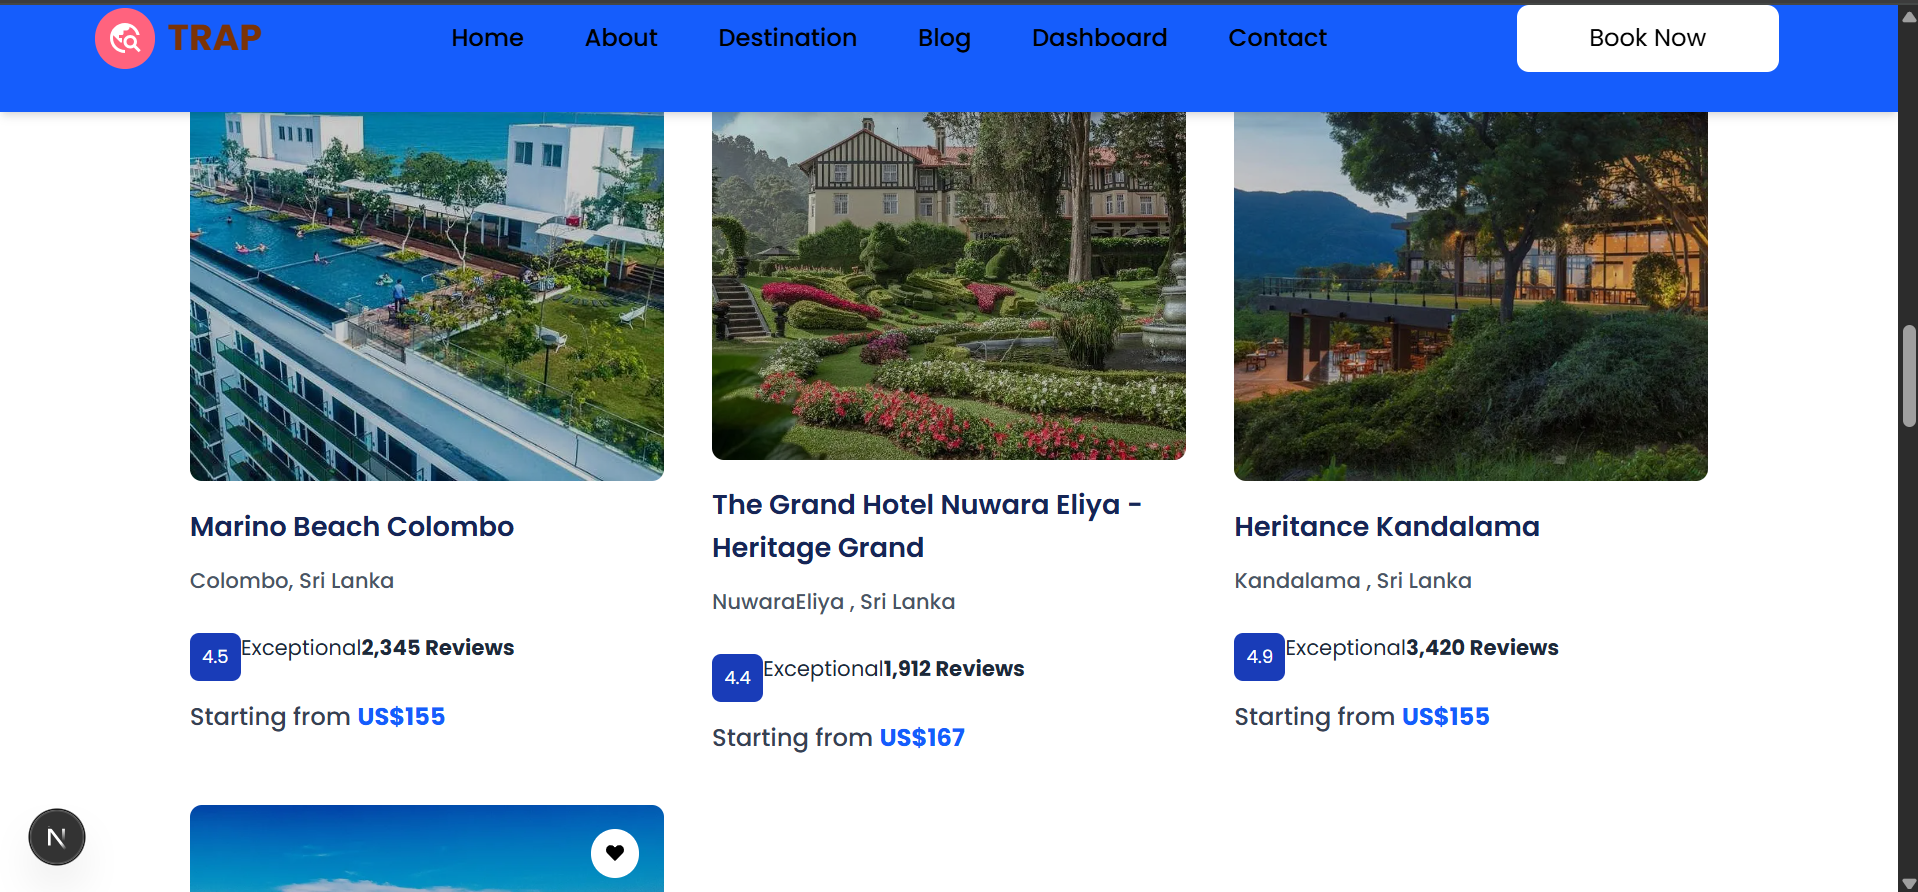 TRAP
Home
About
Destination
Blog
Dashboard
Contact
Book Now
Marino Beach Colombo
Colombo, Sri Lanka
4.5
Exceptional2,345 Reviews
Starting from US$155
The Grand Hotel Nuwara Eliya -
Heritage Grand
NuwaraEliya , Sri Lanka
4.4
Exceptional1,912 Reviews
Starting from US$167
Heritance Kandalama
Kandalama , Sri Lanka
4.9
Exceptional3,420 Reviews
Starting from US$155
N